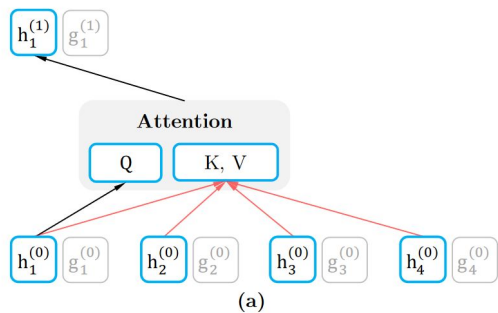 h₁⁽¹⁾ g₁⁽¹⁾
Attention
Q K, V
h₁⁽⁰⁾ g₁⁽⁰⁾ h₂⁽⁰⁾ g₂⁽⁰⁾ h₃⁽⁰⁾ g₃⁽⁰⁾ h₄⁽⁰⁾ g₄⁽⁰⁾
(a)